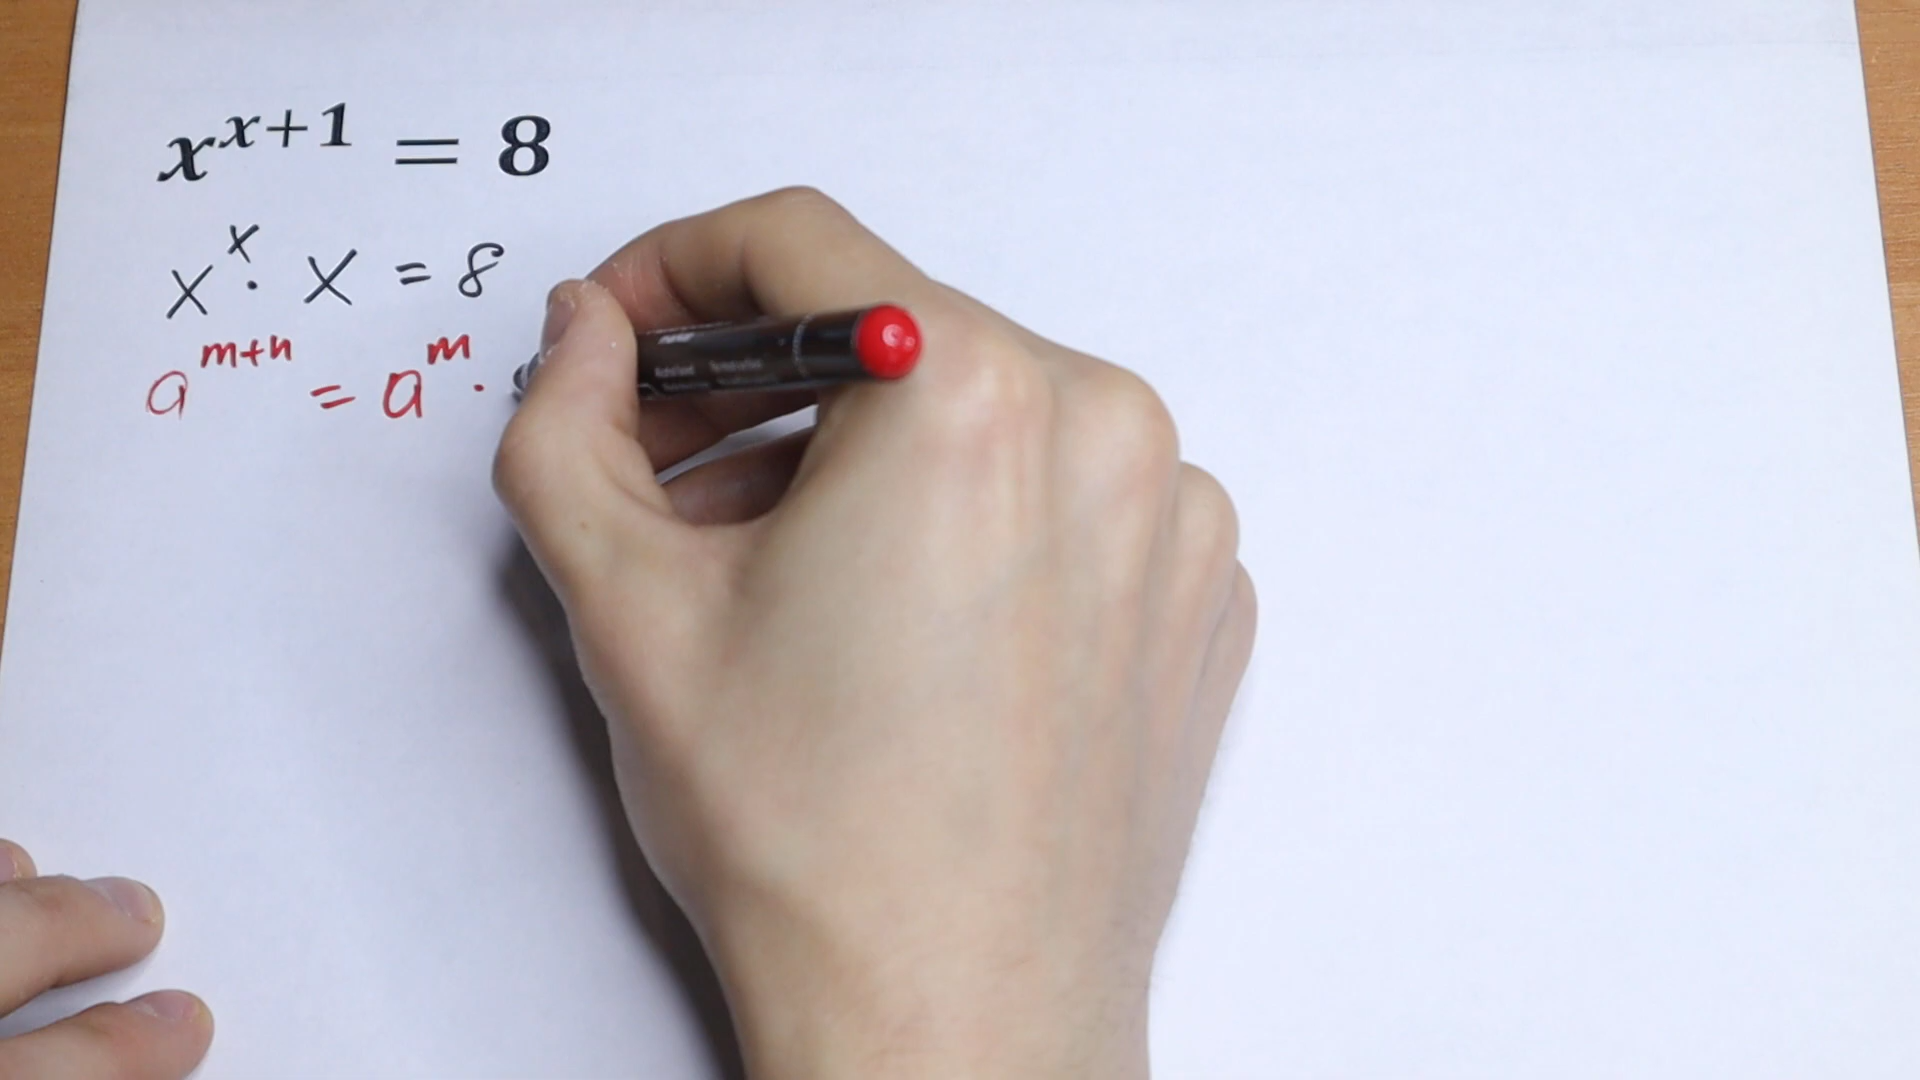 x^{x+1} = 8
x^x · x = 8
a^{m+n} = a^m ·